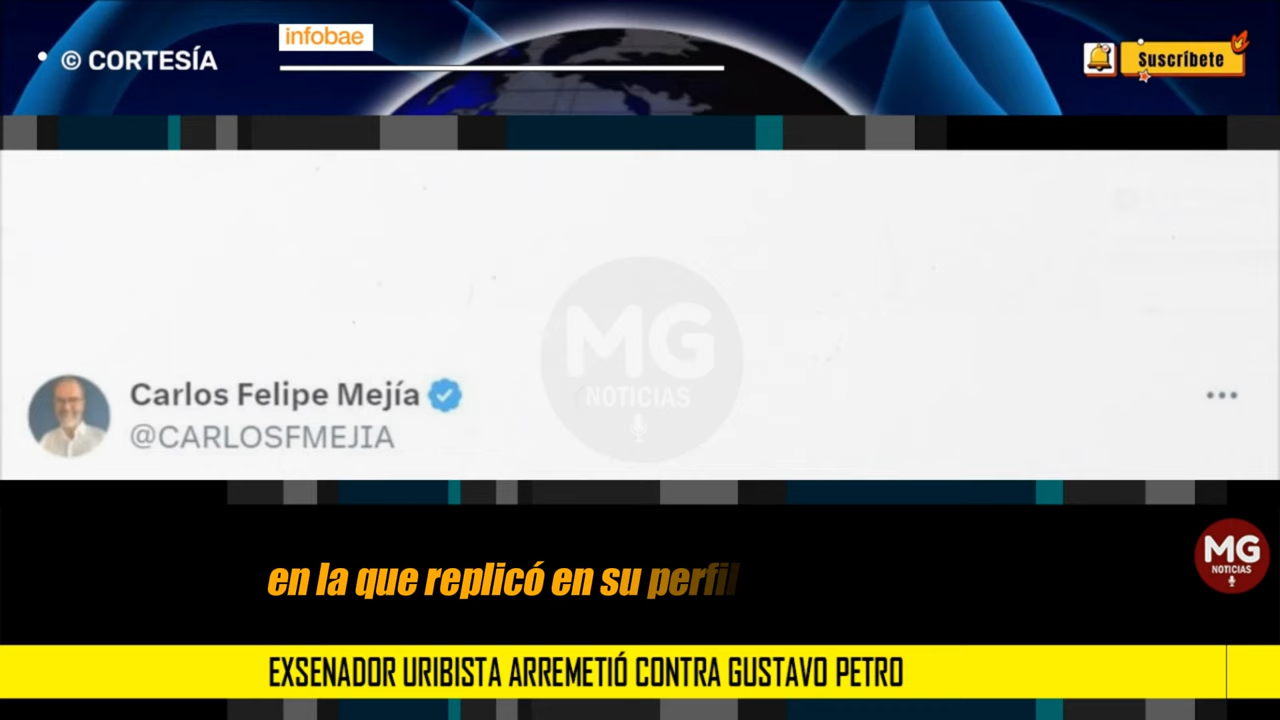 infobae
© CORTESÍA
Suscríbete
MG
NOTICIAS
Carlos Felipe Mejía
@CARLOSFMEJIA
en la que replicó en su perfil
MG
NOTICIAS
EXSENADOR URIBISTA ARREMETIÓ CONTRA GUSTAVO PETRO